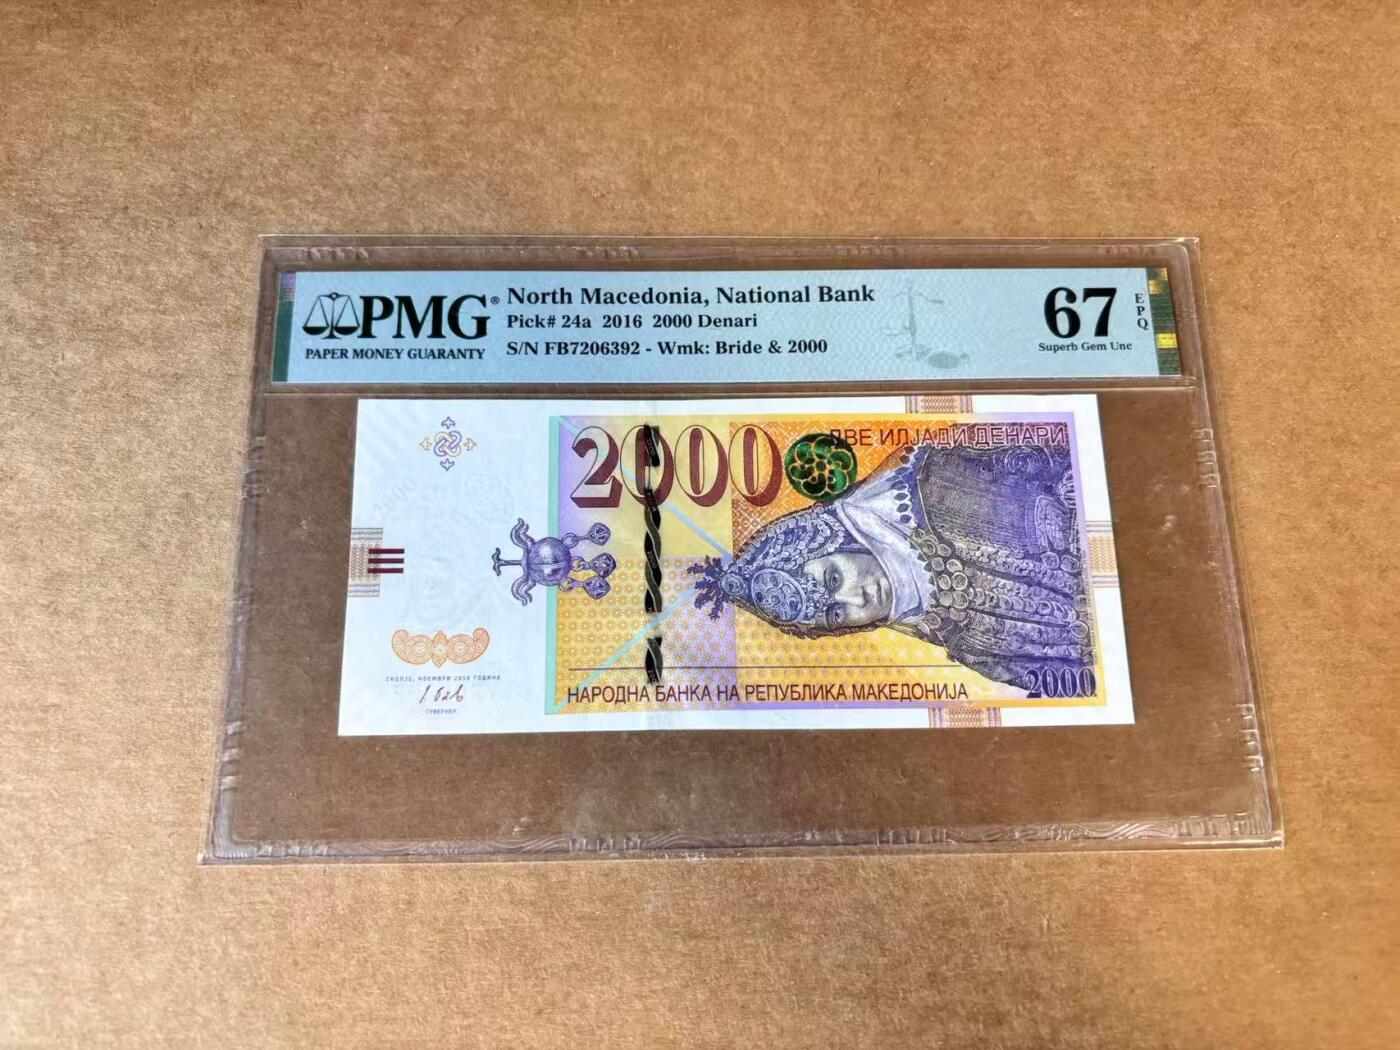 PMG®
PAPER MONEY GUARANTY
North Macedonia, National Bank
Pick# 24a 2016 2000 Denari
S/N FB7206392 - Wmk: Bride & 2000
67
EPQ
Superb Gem Unc
2000
ДВЕ ИЛЈАДИ ДЕНАРИ
СКОПЈЕ, НОЕМВРИ 2016 ГОДИНА
ГУВЕРНЕР
НАРОДНА БАНКА НА РЕПУБЛИКА МАКЕДОНИЈА
2000